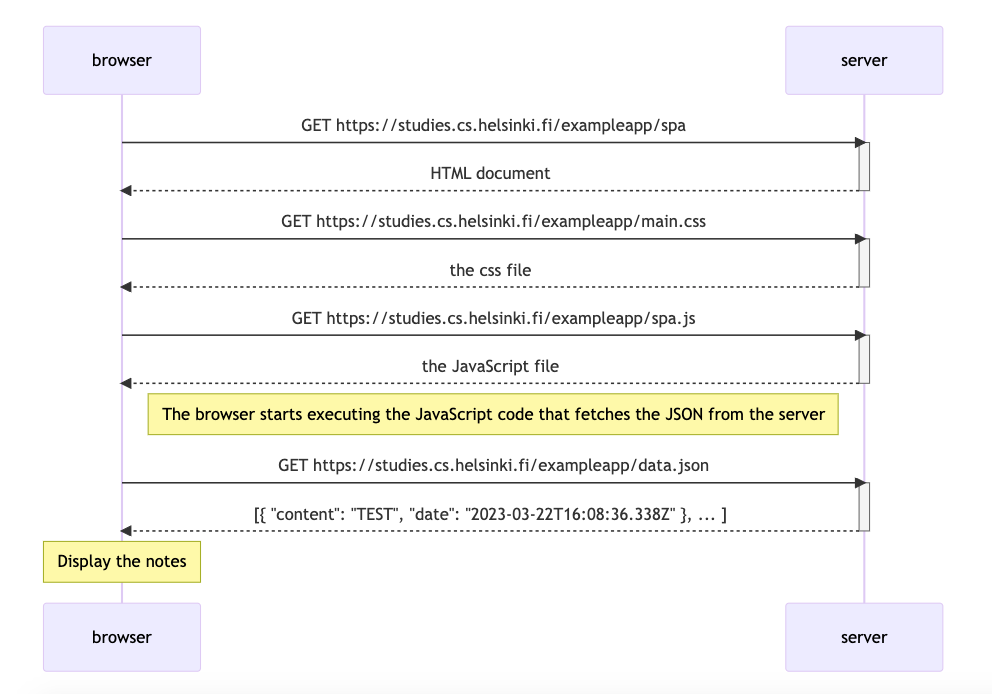 browser
server
GET https://studies.cs.helsinki.fi/exampleapp/spa
HTML document
GET https://studies.cs.helsinki.fi/exampleapp/main.css
the css file
GET https://studies.cs.helsinki.fi/exampleapp/spa.js
the JavaScript file
The browser starts executing the JavaScript code that fetches the JSON from the server
GET https://studies.cs.helsinki.fi/exampleapp/data.json
[{ "content": "TEST", "date": "2023-03-22T16:08:36.338Z" }, ... ]
Display the notes
browser
server